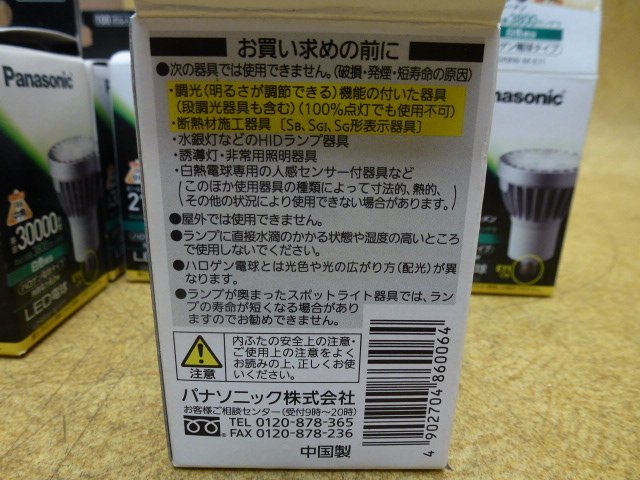 お買い求めの前に
●次の器具では使用できません。(破損・発煙・短寿命の原因)
・調光(明るさが調節できる)機能の付いた器具
(段調光器具も含む)(100%点灯でも使用不可)
・断熱材施工器具 [SB、SGI、SG形表示器具]
・水銀灯などのHIDランプ器具
・誘導灯・非常用照明器具
・白熱電球専用の人感センサー付器具など
(このほか使用器具の種類によって寸法的、熱的、
その他の状況により使用できない場合があります。)
●屋外では使用できません。
●ランプに直接水滴のかかる状態や湿度の高いところ
で使用しないでください。
●ハロゲン電球とは光色や光の広がり方(配光)が異
なります。
●ランプが奥まったスポットライト器具では、ラン
プの寿命が短くなる場合があり
ますのでお勧めできません。
注意
内ふたの安全上の注意・
ご使用上の注意をよく
お読みの上、正しくお使
いください。
パナソニック株式会社
お客様ご相談センター(受付9時〜20時)
TEL 0120-878-365
FAX 0120-878-236
中国製
4 902704 860064
Panasonic
30000
LED電球
Panasonic
nasonic
3800
ゲン電球タイプ